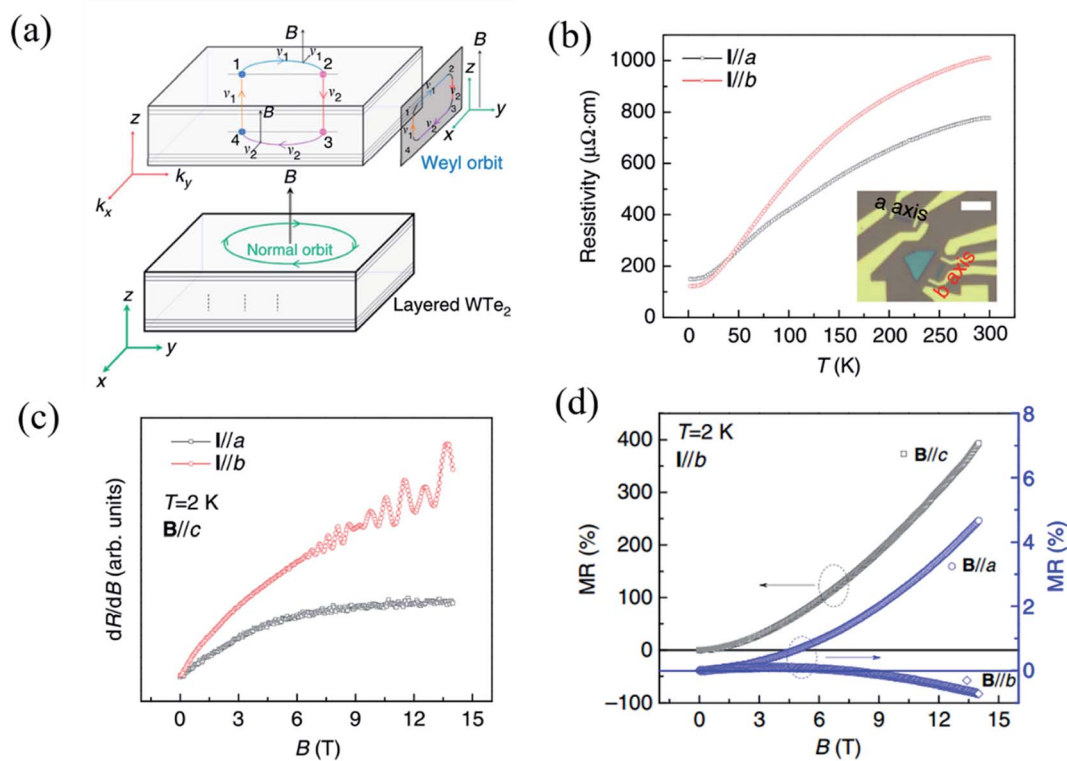 (a)
B
v1
v1
1
2
v1
v2
B
4
3
v2
v2
z
ky
kx
B
z
y
x
1
2
v1
v1
v2
3
v2
4
Weyl orbit
B
Normal orbit
Layered WTe2
z
y
x
(b)
I//a
I//b
Resistivity (μΩ·cm)
1000
800
600
400
200
0
0 50 100 150 200 250 300
T (K)
a axis
b axis
(c)
I//a
I//b
T=2 K
B//c
dR/dB (arb. units)
0 3 6 9 12 15
B (T)
(d)
T=2 K
I//b
B//c
B//a
B//b
MR (%)
400
300
200
100
0
−100
MR (%)
8
6
4
2
0
0 3 6 9 12 15
B (T)